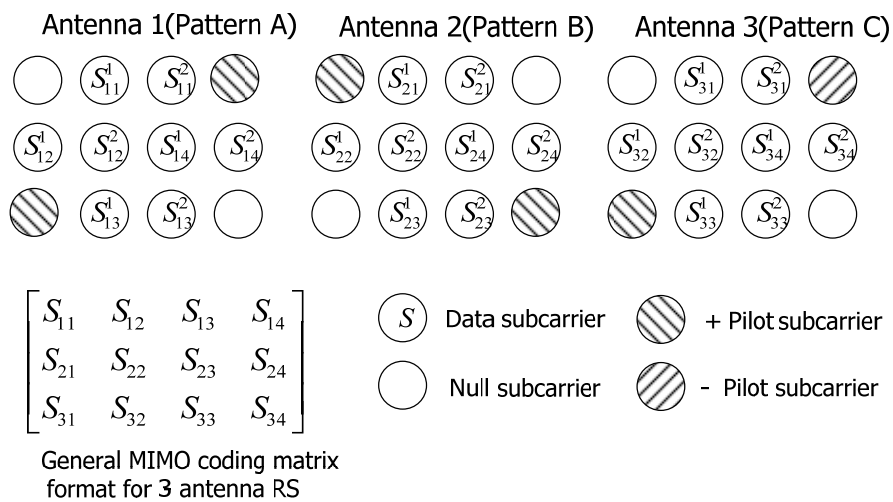 Antenna 1(Pattern A) Antenna 2(Pattern B) Antenna 3(Pattern C)
S¹₁₁ S²₁₁ S¹₂₁ S²₂₁ S¹₃₁ S²₃₁
S¹₁₂ S²₁₂ S¹₁₄ S²₁₄ S¹₂₂ S²₂₂ S¹₂₄ S²₂₄ S¹₃₂ S²₃₂ S¹₃₄ S²₃₄
S¹₁₃ S²₁₃ S¹₂₃ S²₂₃ S¹₃₃ S²₃₃
S₁₁ S₁₂ S₁₃ S₁₄
S₂₁ S₂₂ S₂₃ S₂₄
S₃₁ S₃₂ S₃₃ S₃₄
General MIMO coding matrix
format for 3 antenna RS
S Data subcarrier
+ Pilot subcarrier
Null subcarrier
- Pilot subcarrier